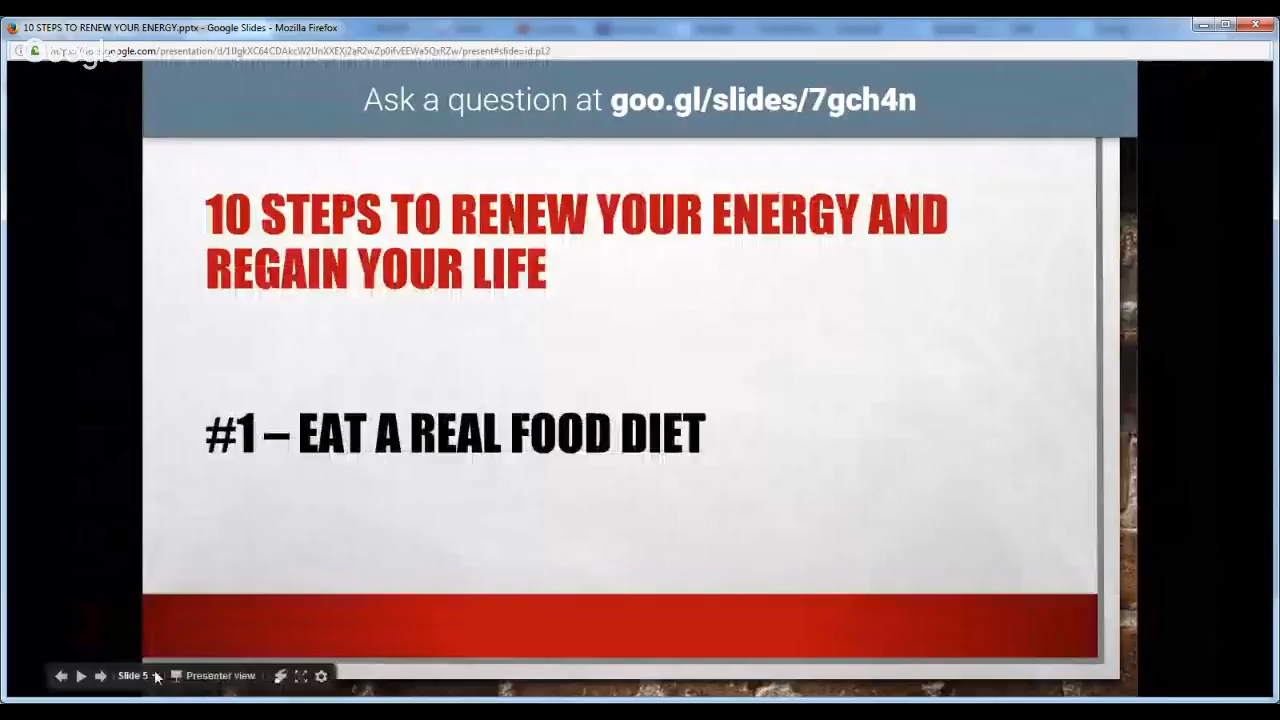 10 STEPS TO RENEW YOUR ENERGY.pptx - Google Slides - Mozilla Firefox
Google
Ask a question at goo.gl/slides/7gch4n
10 STEPS TO RENEW YOUR ENERGY AND
REGAIN YOUR LIFE
#1 – EAT A REAL FOOD DIET
Slide 5
Presenter view